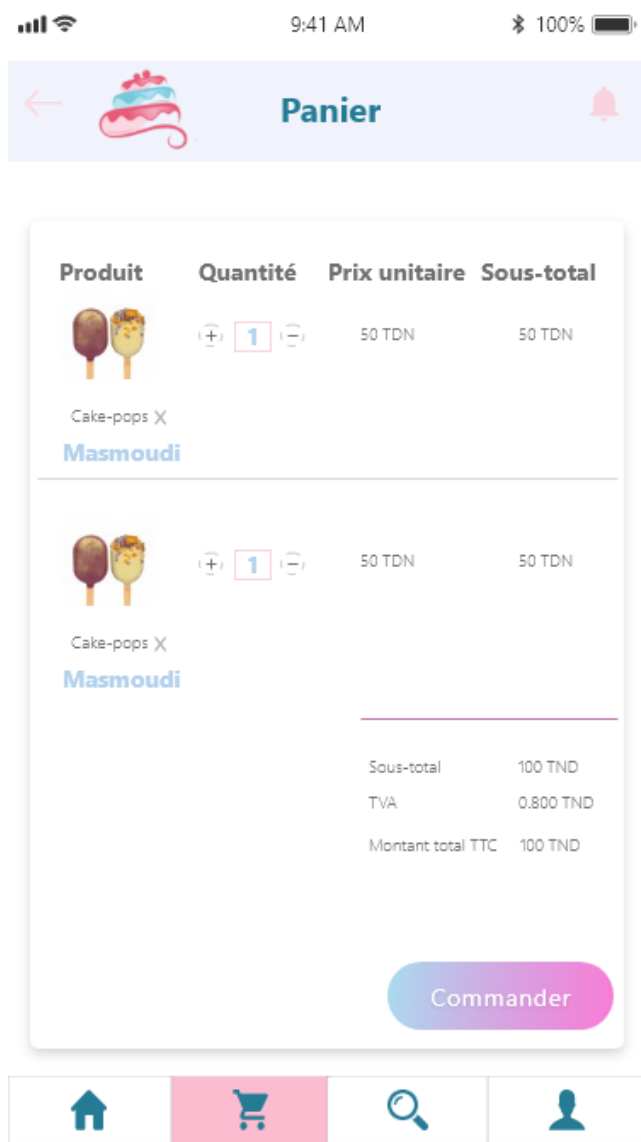 9:41 AM 100%
Panier
Produit Quantité Prix unitaire Sous-total
+ 1 − 50 TDN 50 TDN
Cake-pops X
Masmoudi
+ 1 − 50 TDN 50 TDN
Cake-pops X
Masmoudi
Sous-total 100 TND
TVA 0.800 TND
Montant total TTC 100 TND
Commander